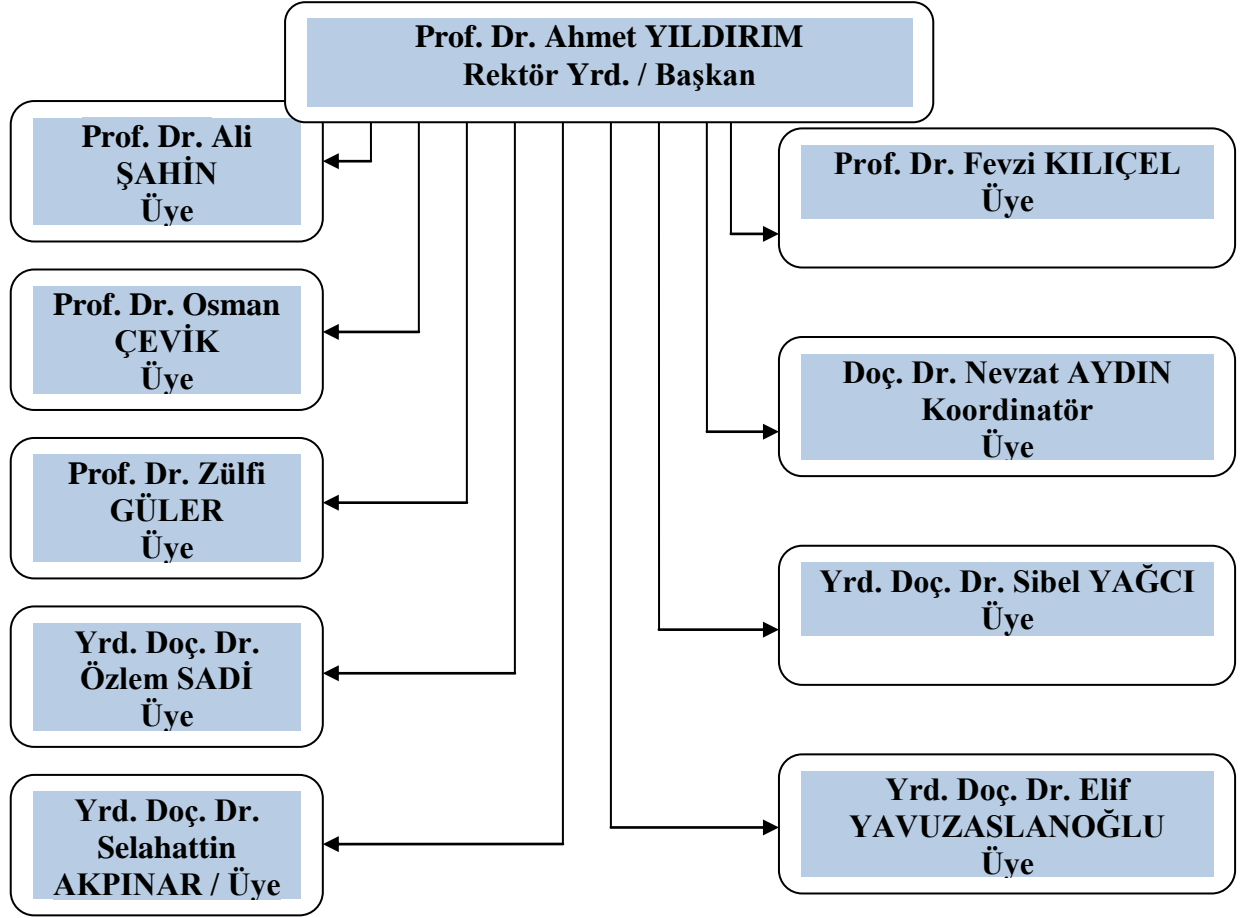 Prof. Dr. Ahmet YILDIRIM
Rektör Yrd. / Başkan
Prof. Dr. Ali
ŞAHİN
Üye
Prof. Dr. Osman
ÇEVİK
Üye
Prof. Dr. Zülfi
GÜLER
Üye
Yrd. Doç. Dr.
Özlem SADİ
Üye
Yrd. Doç. Dr.
Selahattin
AKPINAR / Üye
Prof. Dr. Fevzi KILIÇEL
Üye
Doç. Dr. Nevzat AYDIN
Koordinatör
Üye
Yrd. Doç. Dr. Sibel YAĞCI
Üye
Yrd. Doç. Dr. Elif
YAVUZASLANOĞLU
Üye